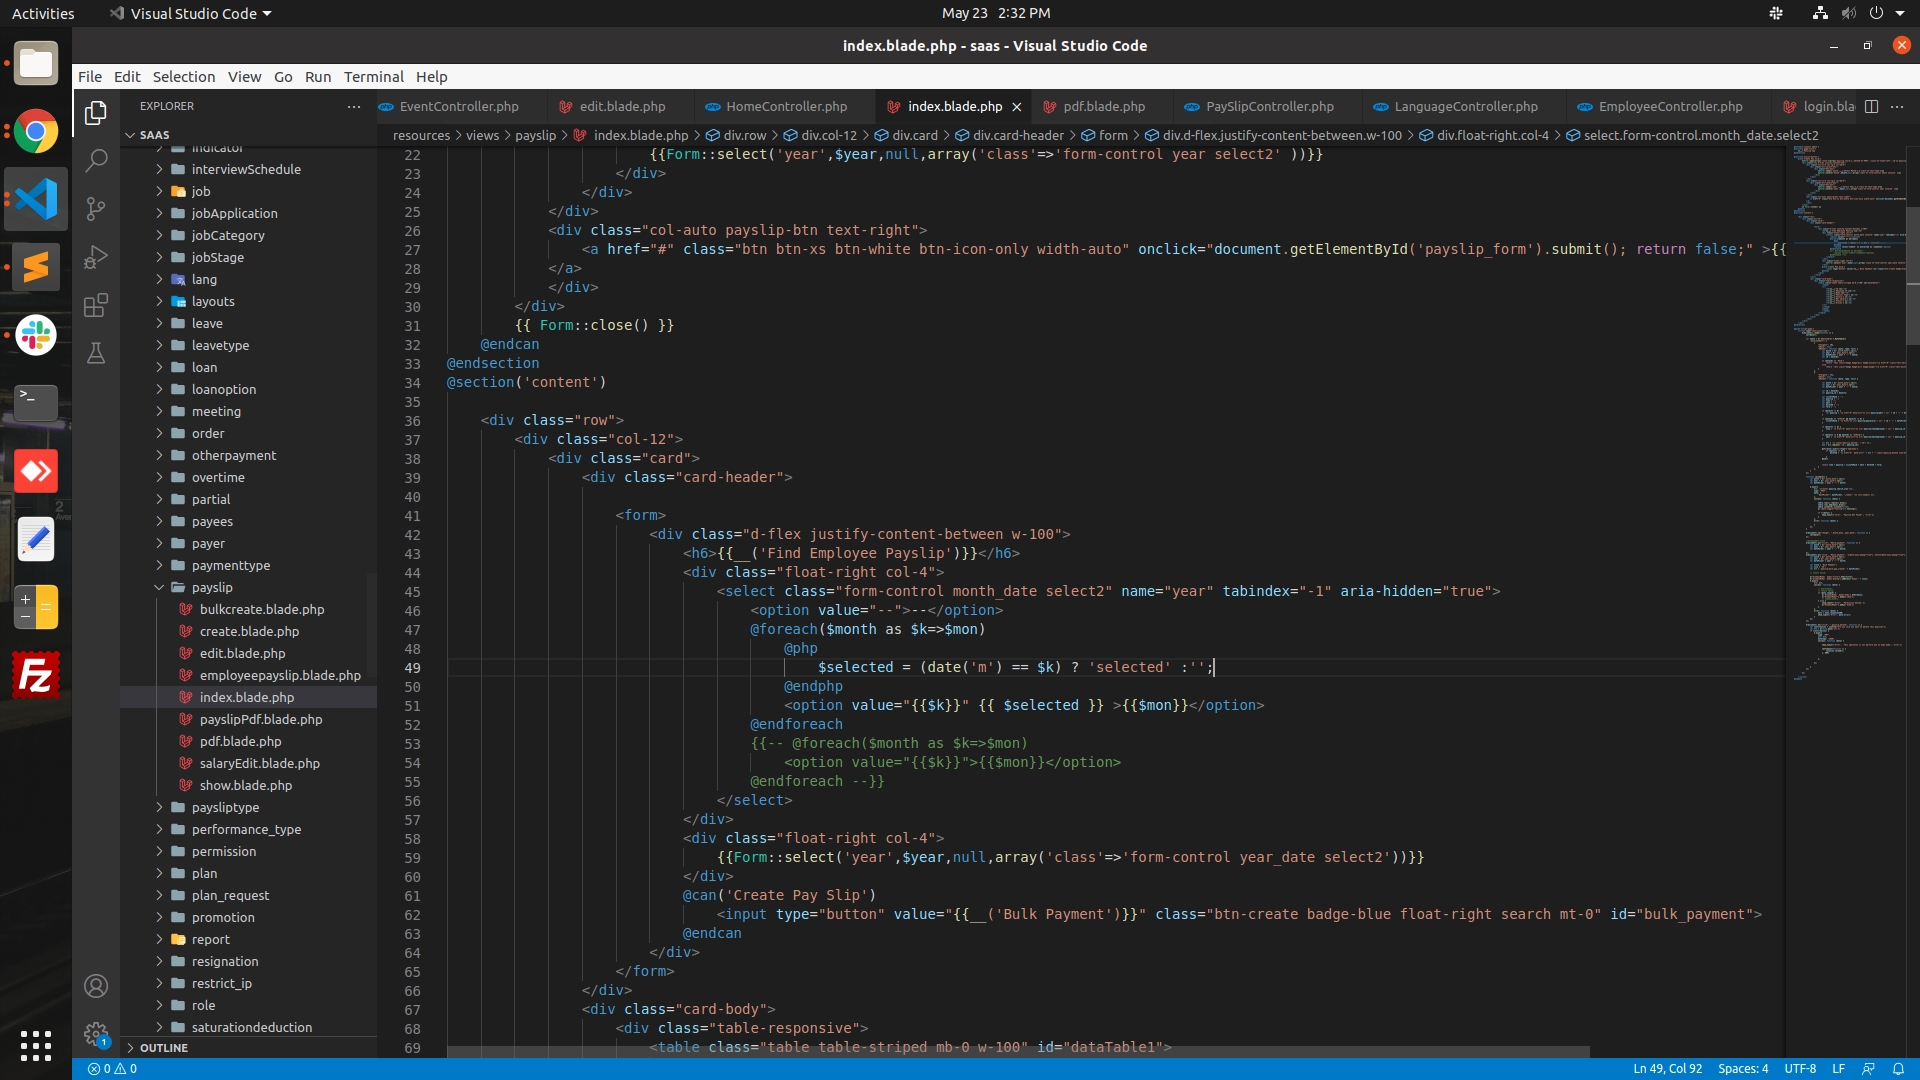 Activities
Visual Studio Code
May 23 2:32 PM
index.blade.php - saas - Visual Studio Code
File Edit Selection View Go Run Terminal Help
EXPLORER
EventController.php
edit.blade.php
HomeController.php
index.blade.php
pdf.blade.php
PaySlipController.php
LanguageController.php
EmployeeController.php
login.bla
SAAS
resources > views > payslip > index.blade.php > div.row > div.col-12 > div.card > div.card-header > form > div.d-flex.justify-content-between.w-100 > div.float-right.col-4 > select.form-control.month_date.select2
indicator
interviewSchedule
job
jobApplication
jobCategory
jobStage
lang
layouts
leave
leavetype
loan
loanoption
meeting
order
otherpayment
overtime
partial
payees
payer
paymenttype
payslip
bulkcreate.blade.php
create.blade.php
edit.blade.php
employeepayslip.blade.php
index.blade.php
payslipPdf.blade.php
pdf.blade.php
salaryEdit.blade.php
show.blade.php
paysliptype
performance_type
permission
plan
plan_request
promotion
report
resignation
restrict_ip
role
saturationdeduction
OUTLINE
22 {{Form::select('year',$year,null,array('class'=>'form-control year select2' ))}}
23 </div>
24 </div>
25 </div>
26 <div class="col-auto payslip-btn text-right">
27 <a href="#" class="btn btn-xs btn-white btn-icon-only width-auto" onclick="document.getElementById('payslip_form').submit(); return false;" >{{
28 </a>
29 </div>
30 </div>
31 {{ Form::close() }}
32 @endcan
33 @endsection
34 @section('content')
35
36 <div class="row">
37 <div class="col-12">
38 <div class="card">
39 <div class="card-header">
40
41 <form>
42 <div class="d-flex justify-content-between w-100">
43 <h6>{{__('Find Employee Payslip')}}</h6>
44 <div class="float-right col-4">
45 <select class="form-control month_date select2" name="year" tabindex="-1" aria-hidden="true">
46 <option value="--">--</option>
47 @foreach($month as $k=>$mon)
48 @php
49 $selected = (date('m') == $k) ? 'selected' :'';
50 @endphp
51 <option value="{{$k}}" {{ $selected }} >{{$mon}}</option>
52 @endforeach
53 {{-- @foreach($month as $k=>$mon)
54 <option value="{{$k}}">{{$mon}}</option>
55 @endforeach --}}
56 </select>
57 </div>
58 <div class="float-right col-4">
59 {{Form::select('year',$year,null,array('class'=>'form-control year_date select2'))}}
60 </div>
61 @can('Create Pay Slip')
62 <input type="button" value="{{__('Bulk Payment')}}" class="btn-create badge-blue float-right search mt-0" id="bulk_payment">
63 @endcan
64 </div>
65 </form>
66 </div>
67 <div class="card-body">
68 <div class="table-responsive">
69 <table class="table table-striped mb-0 w-100" id="dataTable1">
0 0
Ln 49, Col 92
Spaces: 4
UTF-8
LF